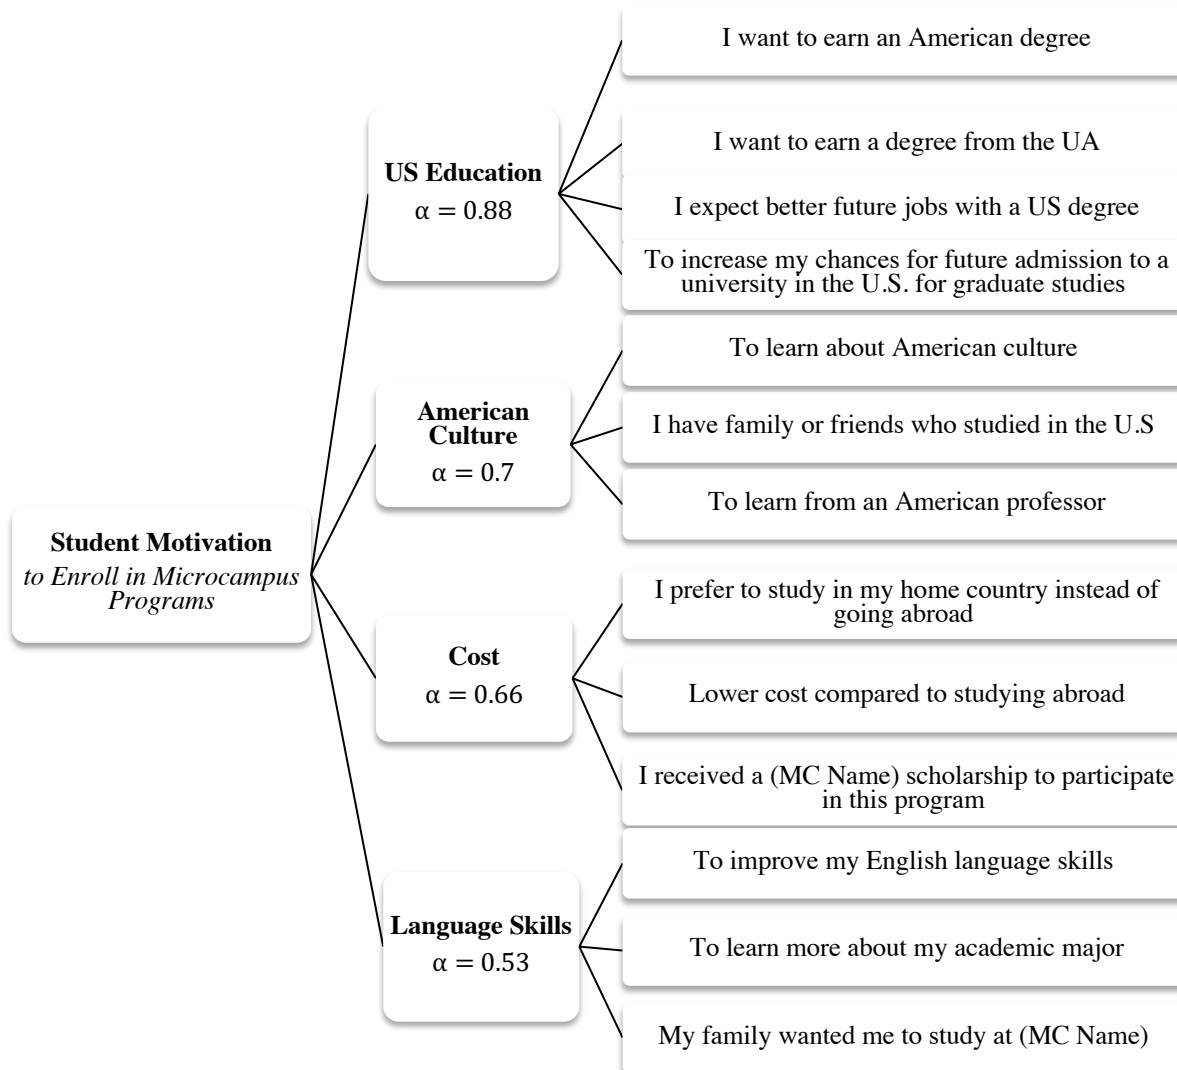 I want to earn an American degree
I want to earn a degree from the UA
US Education
α = 0.88
I expect better future jobs with a US degree
To increase my chances for future admission to a
university in the U.S. for graduate studies
To learn about American culture
American
Culture
α = 0.7
I have family or friends who studied in the U.S
To learn from an American professor
Student Motivation
to Enroll in Microcampus
Programs
I prefer to study in my home country instead of
going abroad
Cost
α = 0.66
Lower cost compared to studying abroad
I received a (MC Name) scholarship to participate
in this program
To improve my English language skills
Language Skills
α = 0.53
To learn more about my academic major
My family wanted me to study at (MC Name)